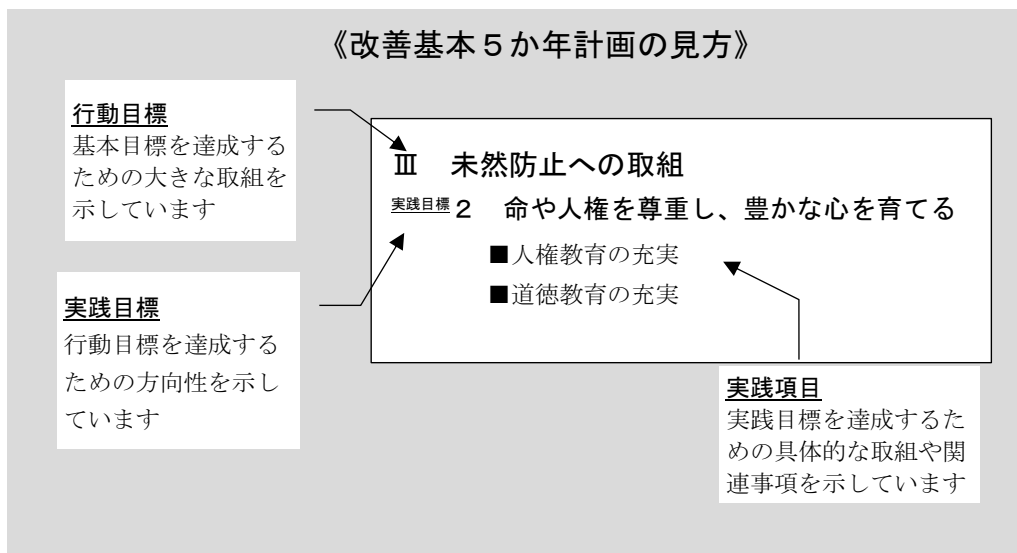 《改善基本５か年計画の見方》
行動目標
基本目標を達成する
ための大きな取組を
示しています
Ⅲ　未然防止への取組
実践目標２　命や人権を尊重し、豊かな心を育てる
■人権教育の充実
■道徳教育の充実
実践目標
行動目標を達成する
ための方向性を示し
ています
実践項目
実践目標を達成するた
めの具体的な取組や関
連事項を示しています